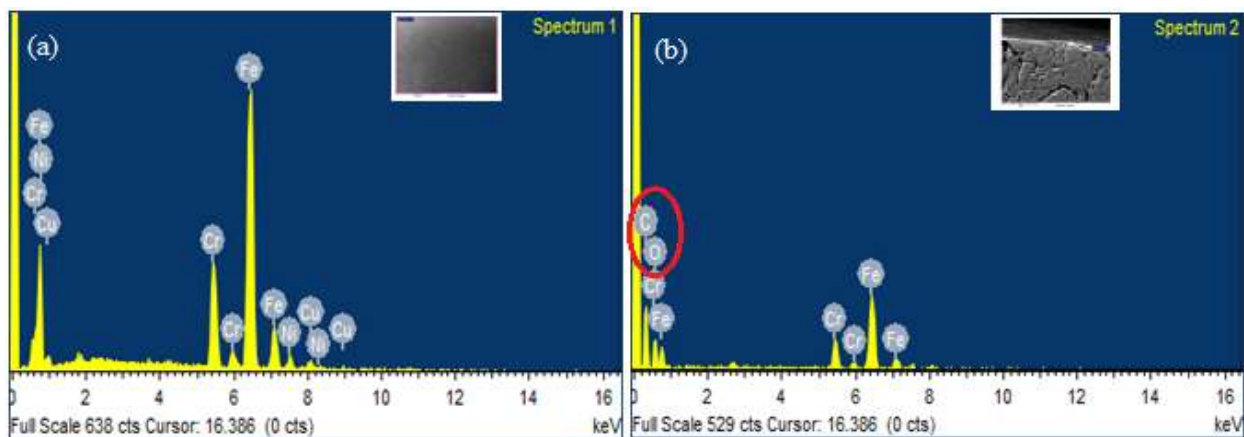 (a)
Spectrum 1
Fe
Fe
Ni
Cr
Cu
Cr
Cr
Fe
Ni
Cu
Ni
Cu
0 2 4 6 8 10 12 14 16
Full Scale 638 cts Cursor: 16.386 (0 cts) keV
(b)
Spectrum 2
C
O
Cr
Fe
Cr
Cr
Fe
Fe
0 2 4 6 8 10 12 14 16
Full Scale 529 cts Cursor: 16.386 (0 cts) keV